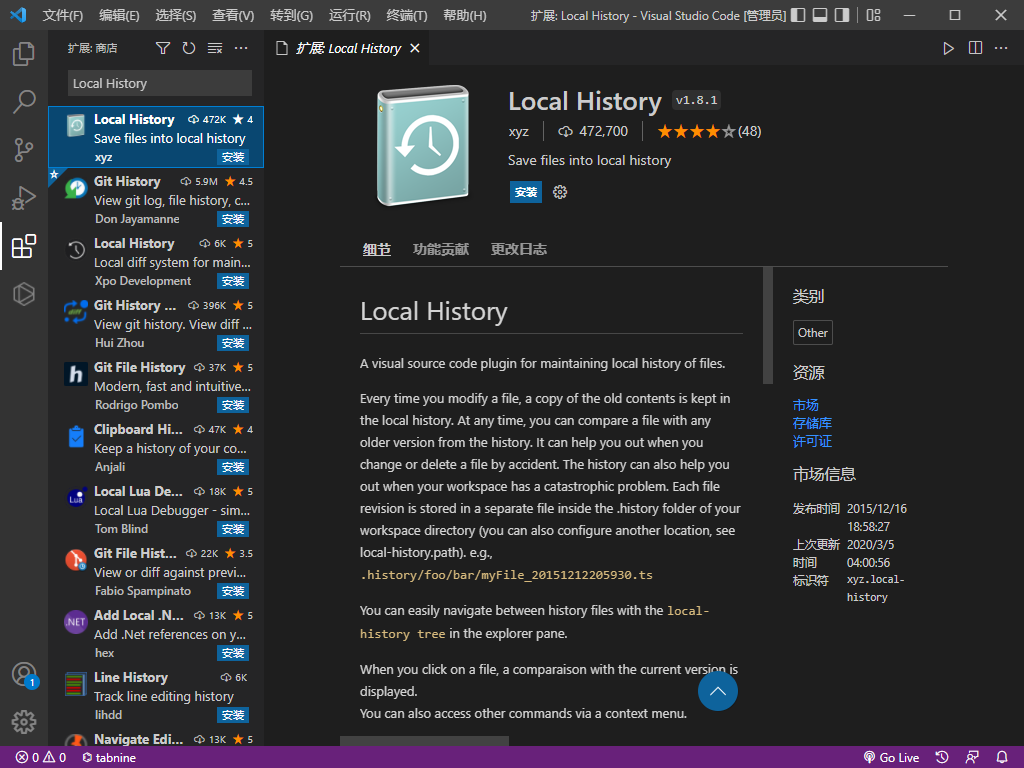 文件(F) 编辑(E) 选择(S) 查看(V) 转到(G) 运行(R) 终端(T) 帮助(H) 扩展: Local History - Visual Studio Code [管理员]
扩展: 商店
Local History
Local History 472K 4
Save files into local history
xyz 安装
Git History 5.9M 4.5
View git log, file history, c...
Don Jayamanne 安装
Local History 6K 5
Local diff system for main...
Xpo Development 安装
Git History ... 396K 5
View git history. View diff ...
Hui Zhou 安装
Git File History 37K 5
Modern, fast and intuitive...
Rodrigo Pombo 安装
Clipboard Hi... 47K 4
Keep a history of your co...
Anjali 安装
Lua
Local Lua De... 18K 5
Local Lua Debugger - sim...
Tom Blind 安装
Git File Hist... 22K 3.5
View or diff against previ...
Fabio Spampinato 安装
.NET
Add Local .N... 13K 5
Add .Net references on y...
hex 安装
Line History 6K
Track line editing history
lihdd 安装
Navigate Edi... 13K 5
1
扩展: Local History
Local History v1.8.1
xyz 472,700 (48)
Save files into local history
安装
细节 功能贡献 更改日志
Local History
A visual source code plugin for maintaining local history of files.
Every time you modify a file, a copy of the old contents is kept in
the local history. At any time, you can compare a file with any
older version from the history. It can help you out when you
change or delete a file by accident. The history can also help you
out when your workspace has a catastrophic problem. Each file
revision is stored in a separate file inside the .history folder of your
workspace directory (you can also configure another location, see
local-history.path). e.g.,
.history/foo/bar/myFile_20151212205930.ts
You can easily navigate between history files with the local-
history tree in the explorer pane.
When you click on a file, a comparaison with the current version is
displayed.
You can also access other commands via a context menu.
类别
Other
资源
市场
存储库
许可证
市场信息
发布时间 2015/12/16
18:58:27
上次更新 2020/3/5
时间 04:00:56
标识符 xyz.local-
history
0 0 tabnine Go Live